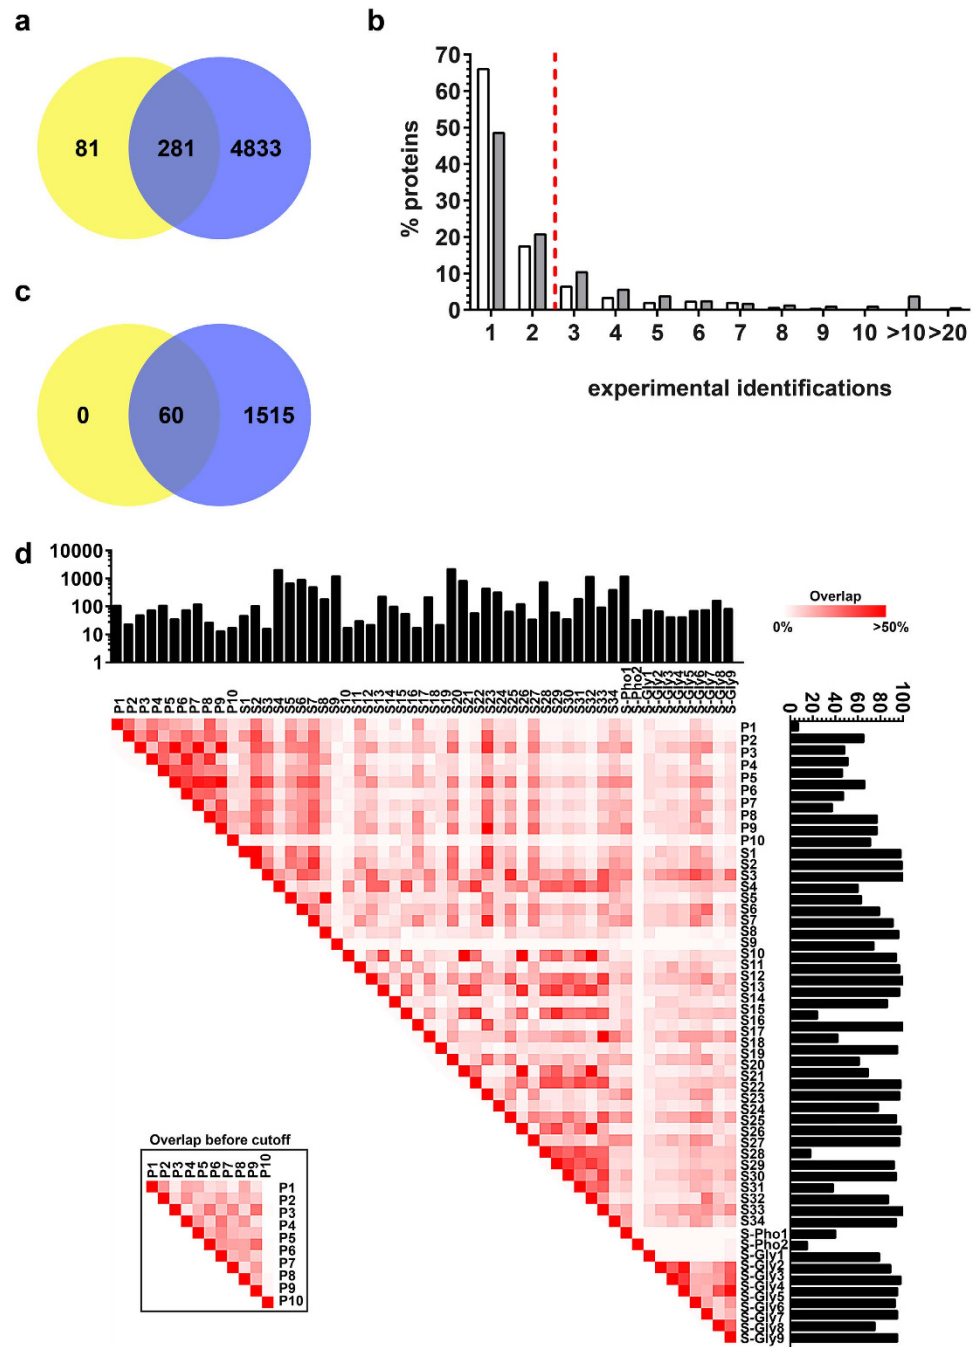 a
81 281 4833
b
% proteins
70
60
50
40
30
20
10
0
1 2 3 4 5 6 7 8 9 10 >10 >20
experimental identifications
c
0 60 1515
d
10000
1000
100
10
1
Overlap
0% >50%
P1 P2 P3 P4 P5 P6 P7 P8 P9 P10 S1 S2 S3 S4 S5 S6 S7 S8 S9 S10 S11 S12 S13 S14 S15 S16 S17 S18 S19 S20 S21 S22 S23 S24 S25 S26 S27 S28 S29 S30 S31 S32 S33 S34 S-Pho1 S-Pho2 S-Gly1 S-Gly2 S-Gly3 S-Gly4 S-Gly5 S-Gly6 S-Gly7 S-Gly8 S-Gly9
0 20 40 60 80 100
P1
P2
P3
P4
P5
P6
P7
P8
P9
P10
S1
S2
S3
S4
S5
S6
S7
S8
S9
S10
S11
S12
S13
S14
S15
S16
S17
S18
S19
S20
S21
S22
S23
S24
S25
S26
S27
S28
S29
S30
S31
S32
S33
S34
S-Pho1
S-Pho2
S-Gly1
S-Gly2
S-Gly3
S-Gly4
S-Gly5
S-Gly6
S-Gly7
S-Gly8
S-Gly9
Overlap before cutoff
P1 P2 P3 P4 P5 P6 P7 P8 P9 P10
P1
P2
P3
P4
P5
P6
P7
P8
P9
P10